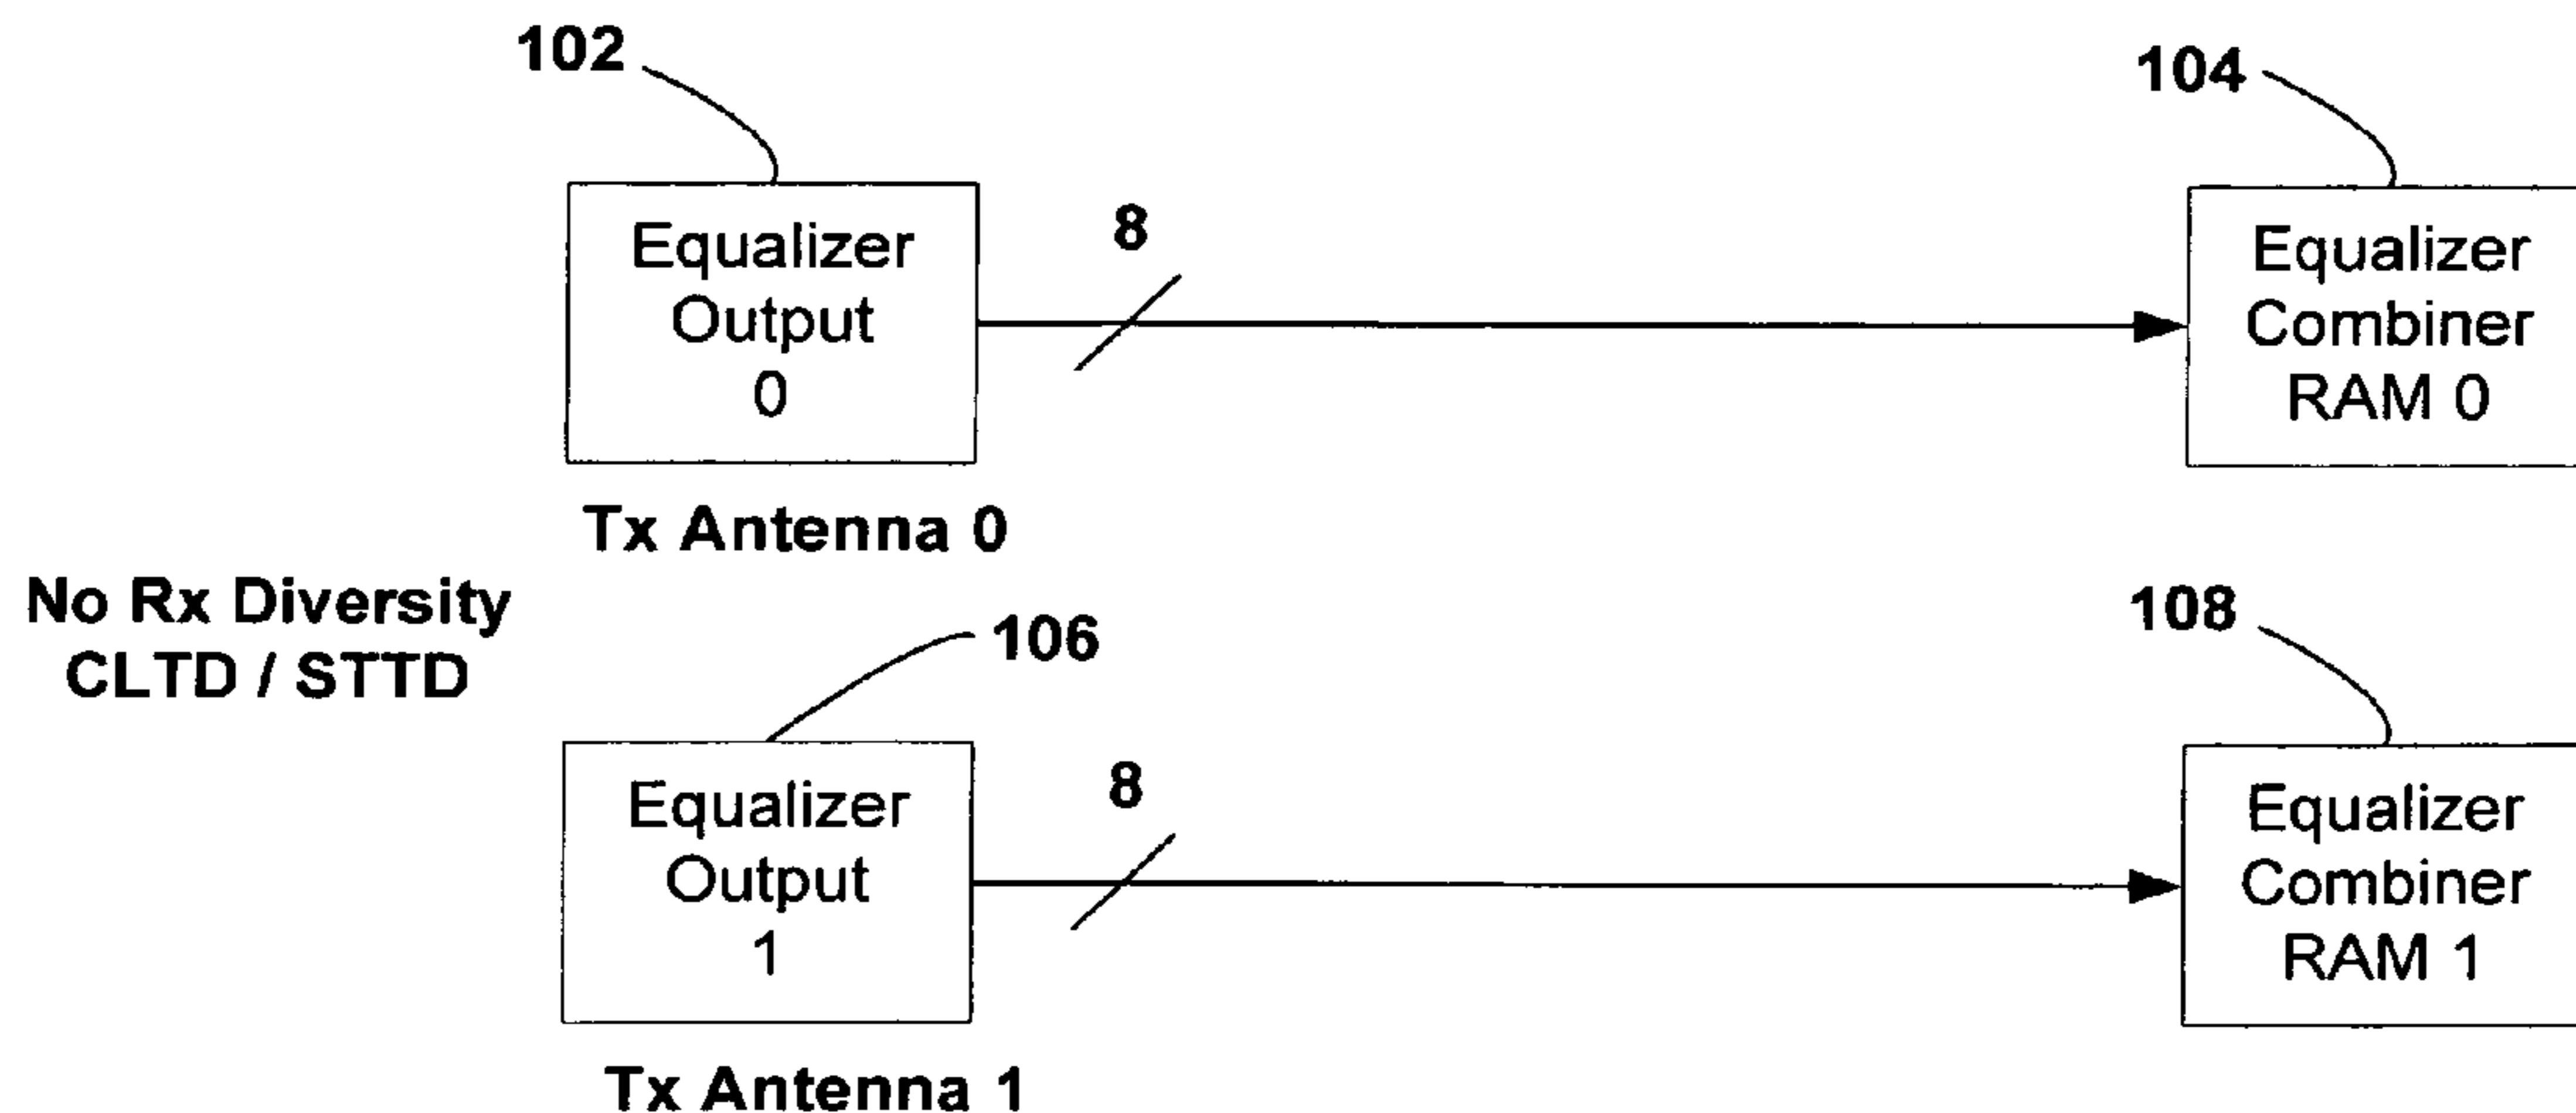 102
104
Equalizer
Output
0
8
Equalizer
Combiner
RAM 0
Tx Antenna 0
No Rx Diversity
CLTD / STTD
106
108
Equalizer
Output
1
8
Equalizer
Combiner
RAM 1
Tx Antenna 1